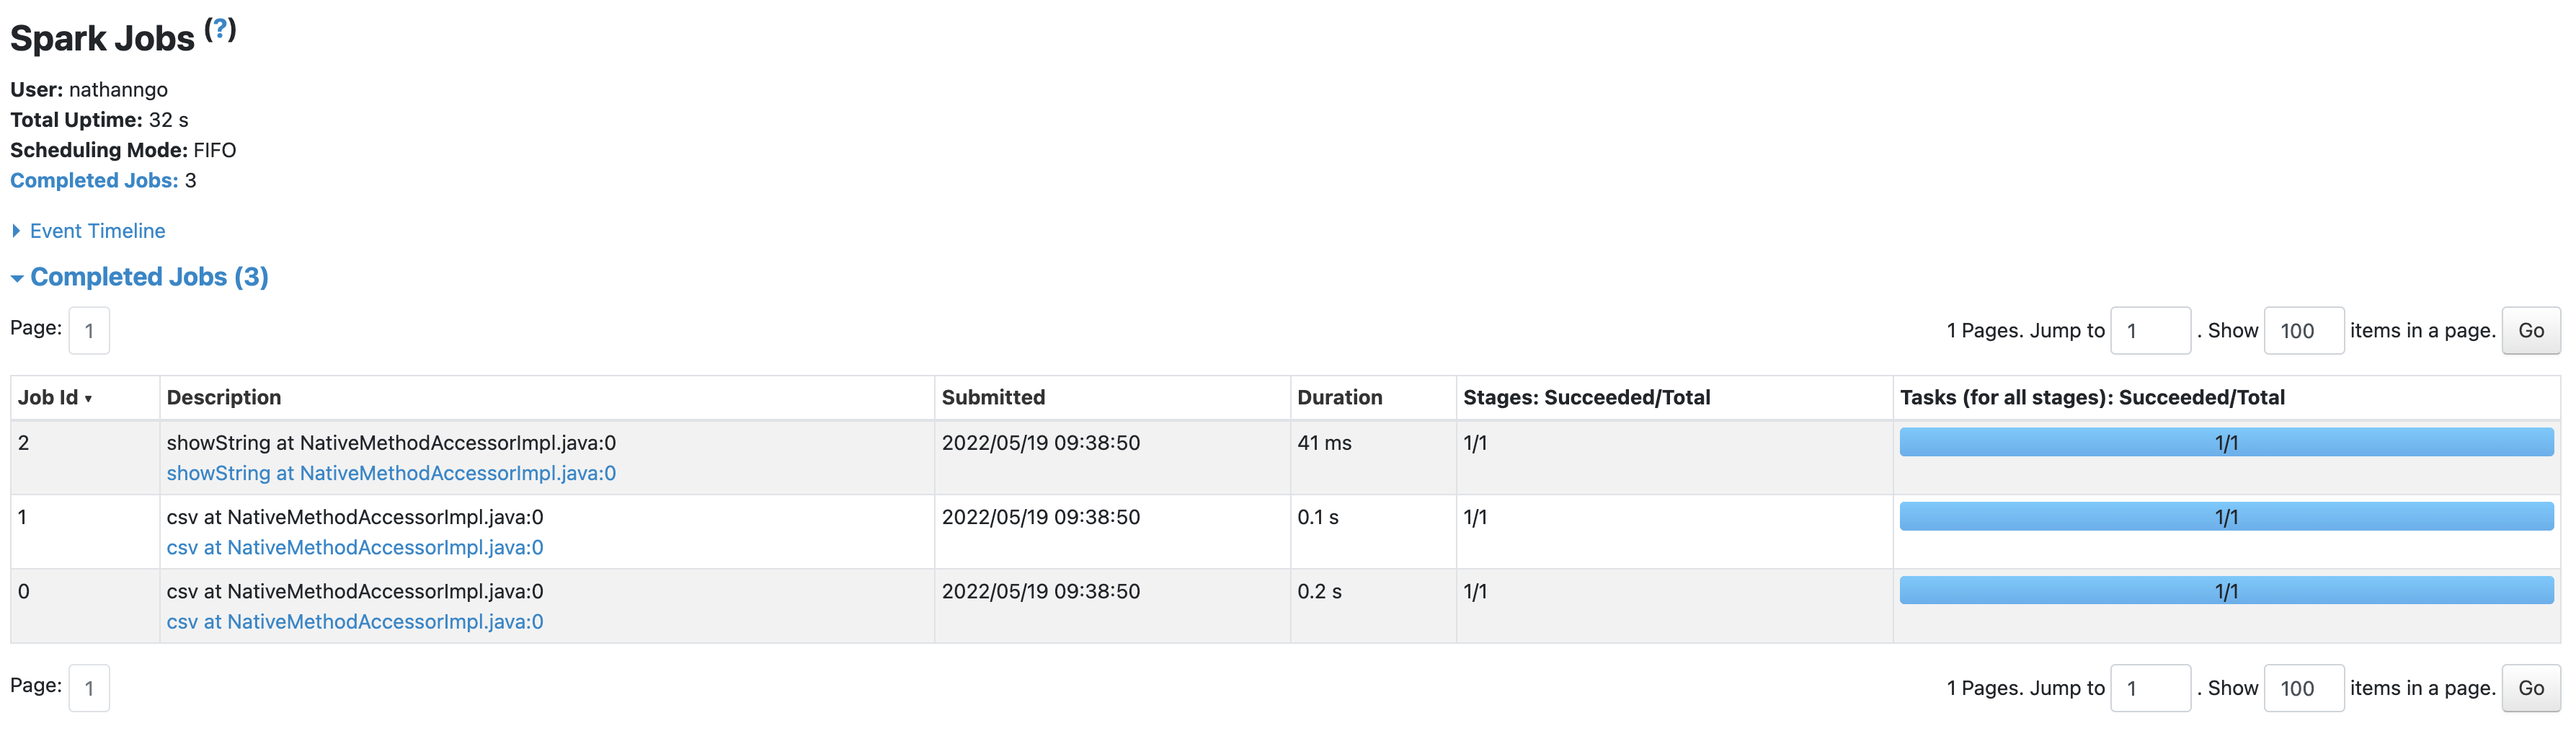 Spark Jobs (?)
User: nathanngo
Total Uptime: 32 s
Scheduling Mode: FIFO
Completed Jobs: 3
Event Timeline
Completed Jobs (3)
Page: 1 1 Pages. Jump to 1 . Show 100 items in a page. Go
Job Id ▾ Description Submitted Duration Stages: Succeeded/Total Tasks (for all stages): Succeeded/Total
2 showString at NativeMethodAccessorImpl.java:0 2022/05/19 09:38:50 41 ms 1/1 1/1
showString at NativeMethodAccessorImpl.java:0
1 csv at NativeMethodAccessorImpl.java:0 2022/05/19 09:38:50 0.1 s 1/1 1/1
csv at NativeMethodAccessorImpl.java:0
0 csv at NativeMethodAccessorImpl.java:0 2022/05/19 09:38:50 0.2 s 1/1 1/1
csv at NativeMethodAccessorImpl.java:0
Page: 1 1 Pages. Jump to 1 . Show 100 items in a page. Go